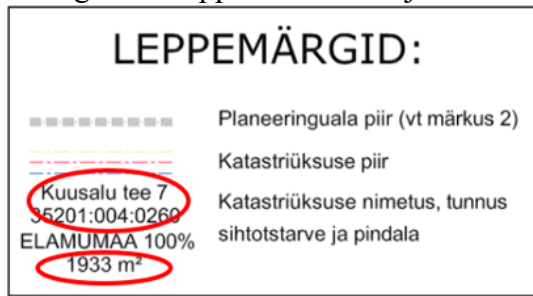 LEPPEMÄRGID:
Planeeringuala piir (vt märkus 2)
Katastriüksuse piir
Kuusalu tee 7
35201:004:0260
ELAMUMAA 100%
1933 m²
Katastriüksuse nimetus, tunnus
sihtotstarve ja pindala